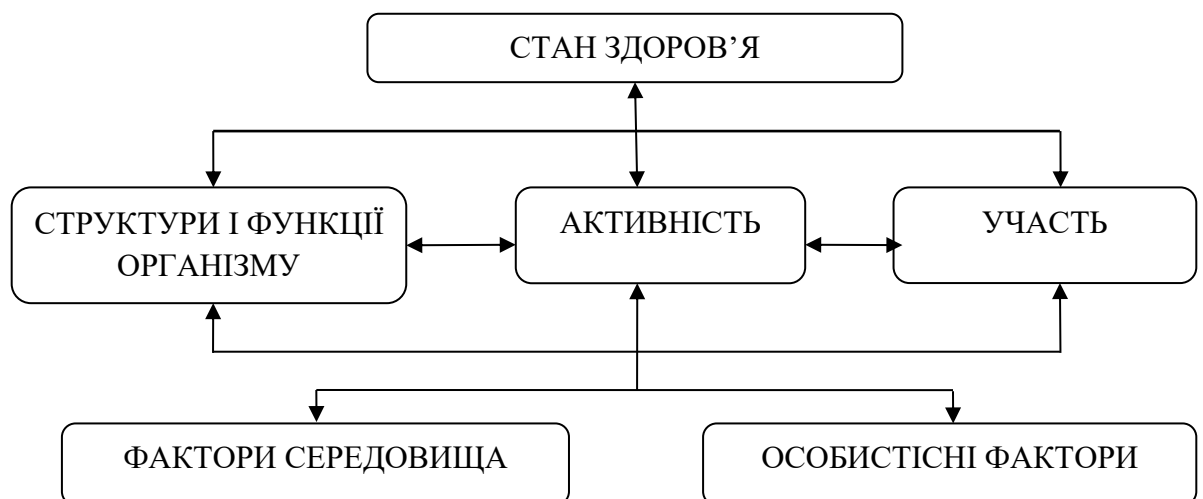 СТАН ЗДОРОВ’Я
СТРУКТУРИ І ФУНКЦІЇ
ОРГАНІЗМУ
АКТИВНІСТЬ
УЧАСТЬ
ФАКТОРИ СЕРЕДОВИЩА
ОСОБИСТІСНІ ФАКТОРИ